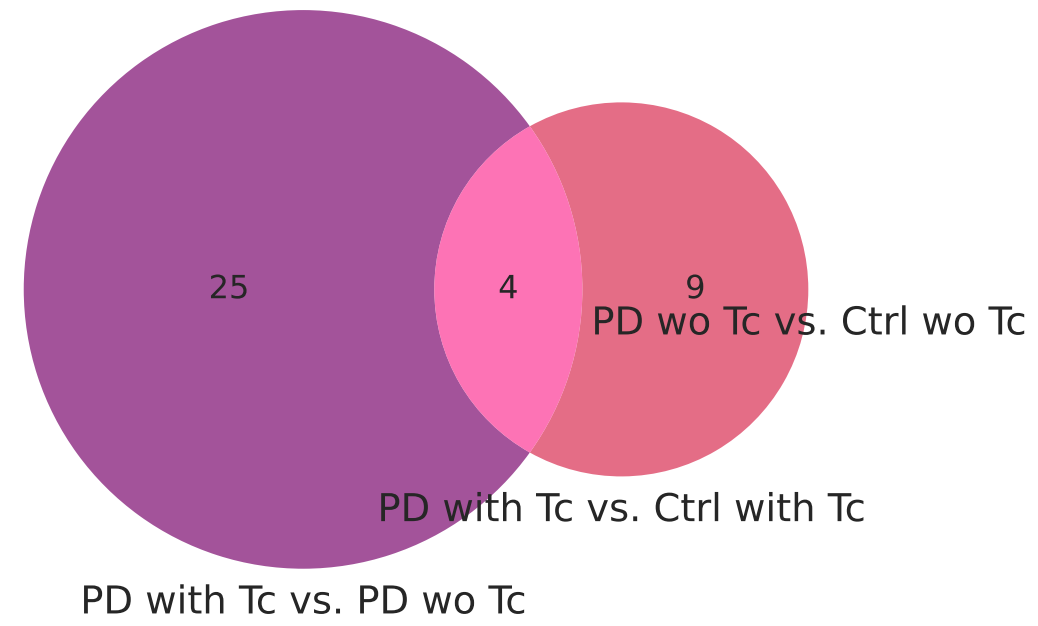 25
4
9
PD wo Tc vs. Ctrl wo Tc
PD with Tc vs. Ctrl with Tc
PD with Tc vs. PD wo Tc